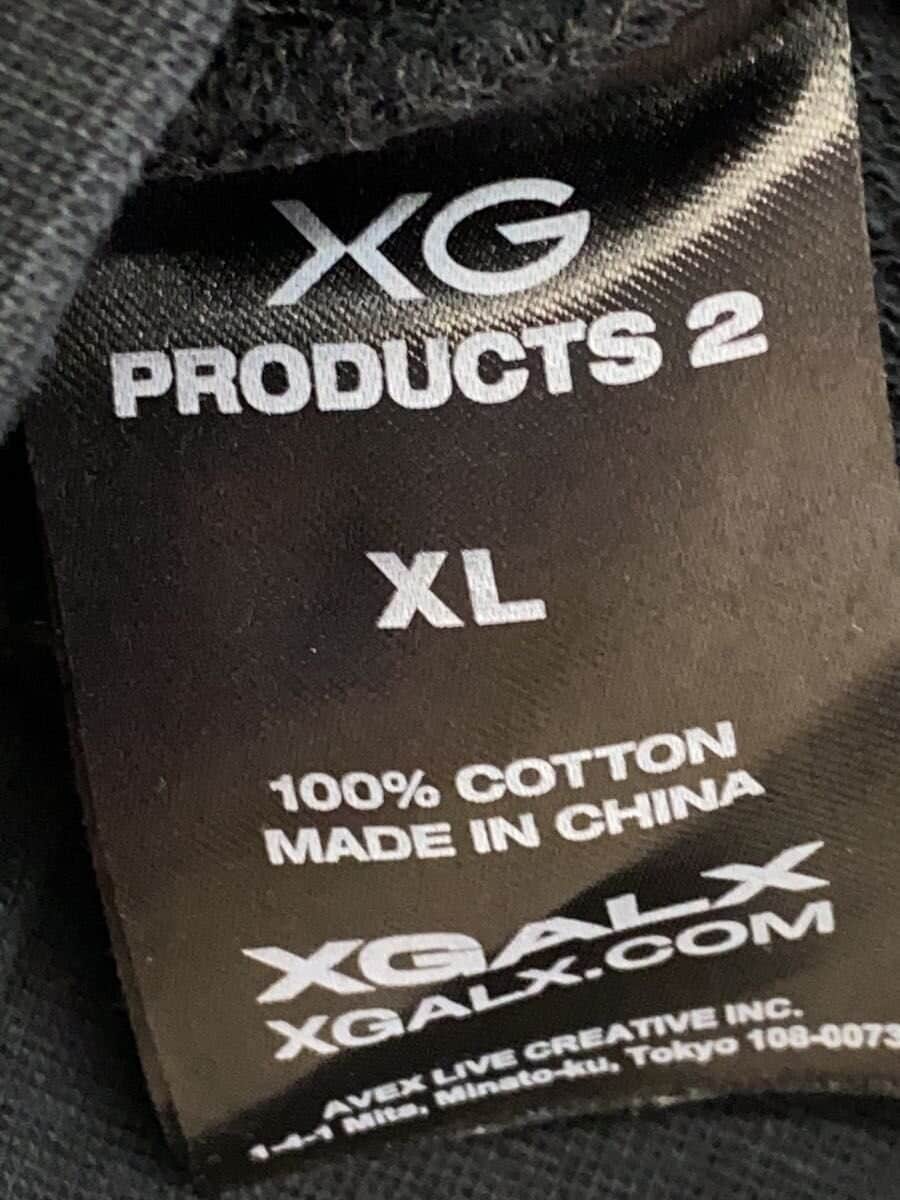 XG
PRODUCTS 2
XL
100% COTTON
MADE IN CHINA
XGALX
XGALX.COM
AVEX LIVE CREATIVE INC.
1-4-1 Mita, Minato-ku, Tokyo 108-0073